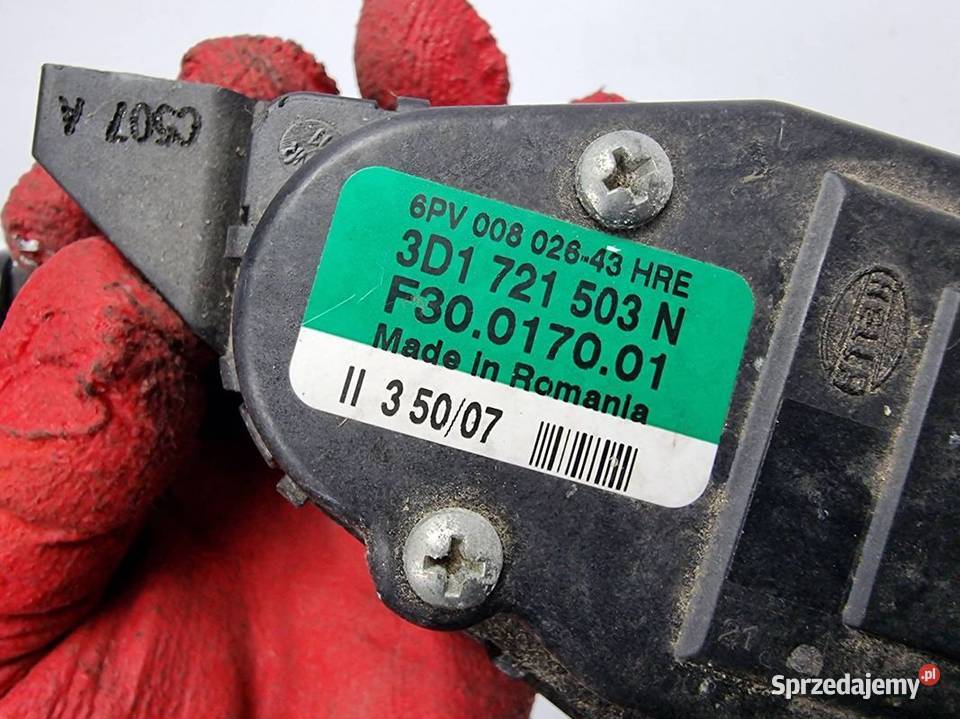 C507 A
6PV 008 026-43 HRE
3D1 721 503 N
F30.0170.01
Made in Romania
II 3 50/07
HELLA
Sprzedajemy.pl